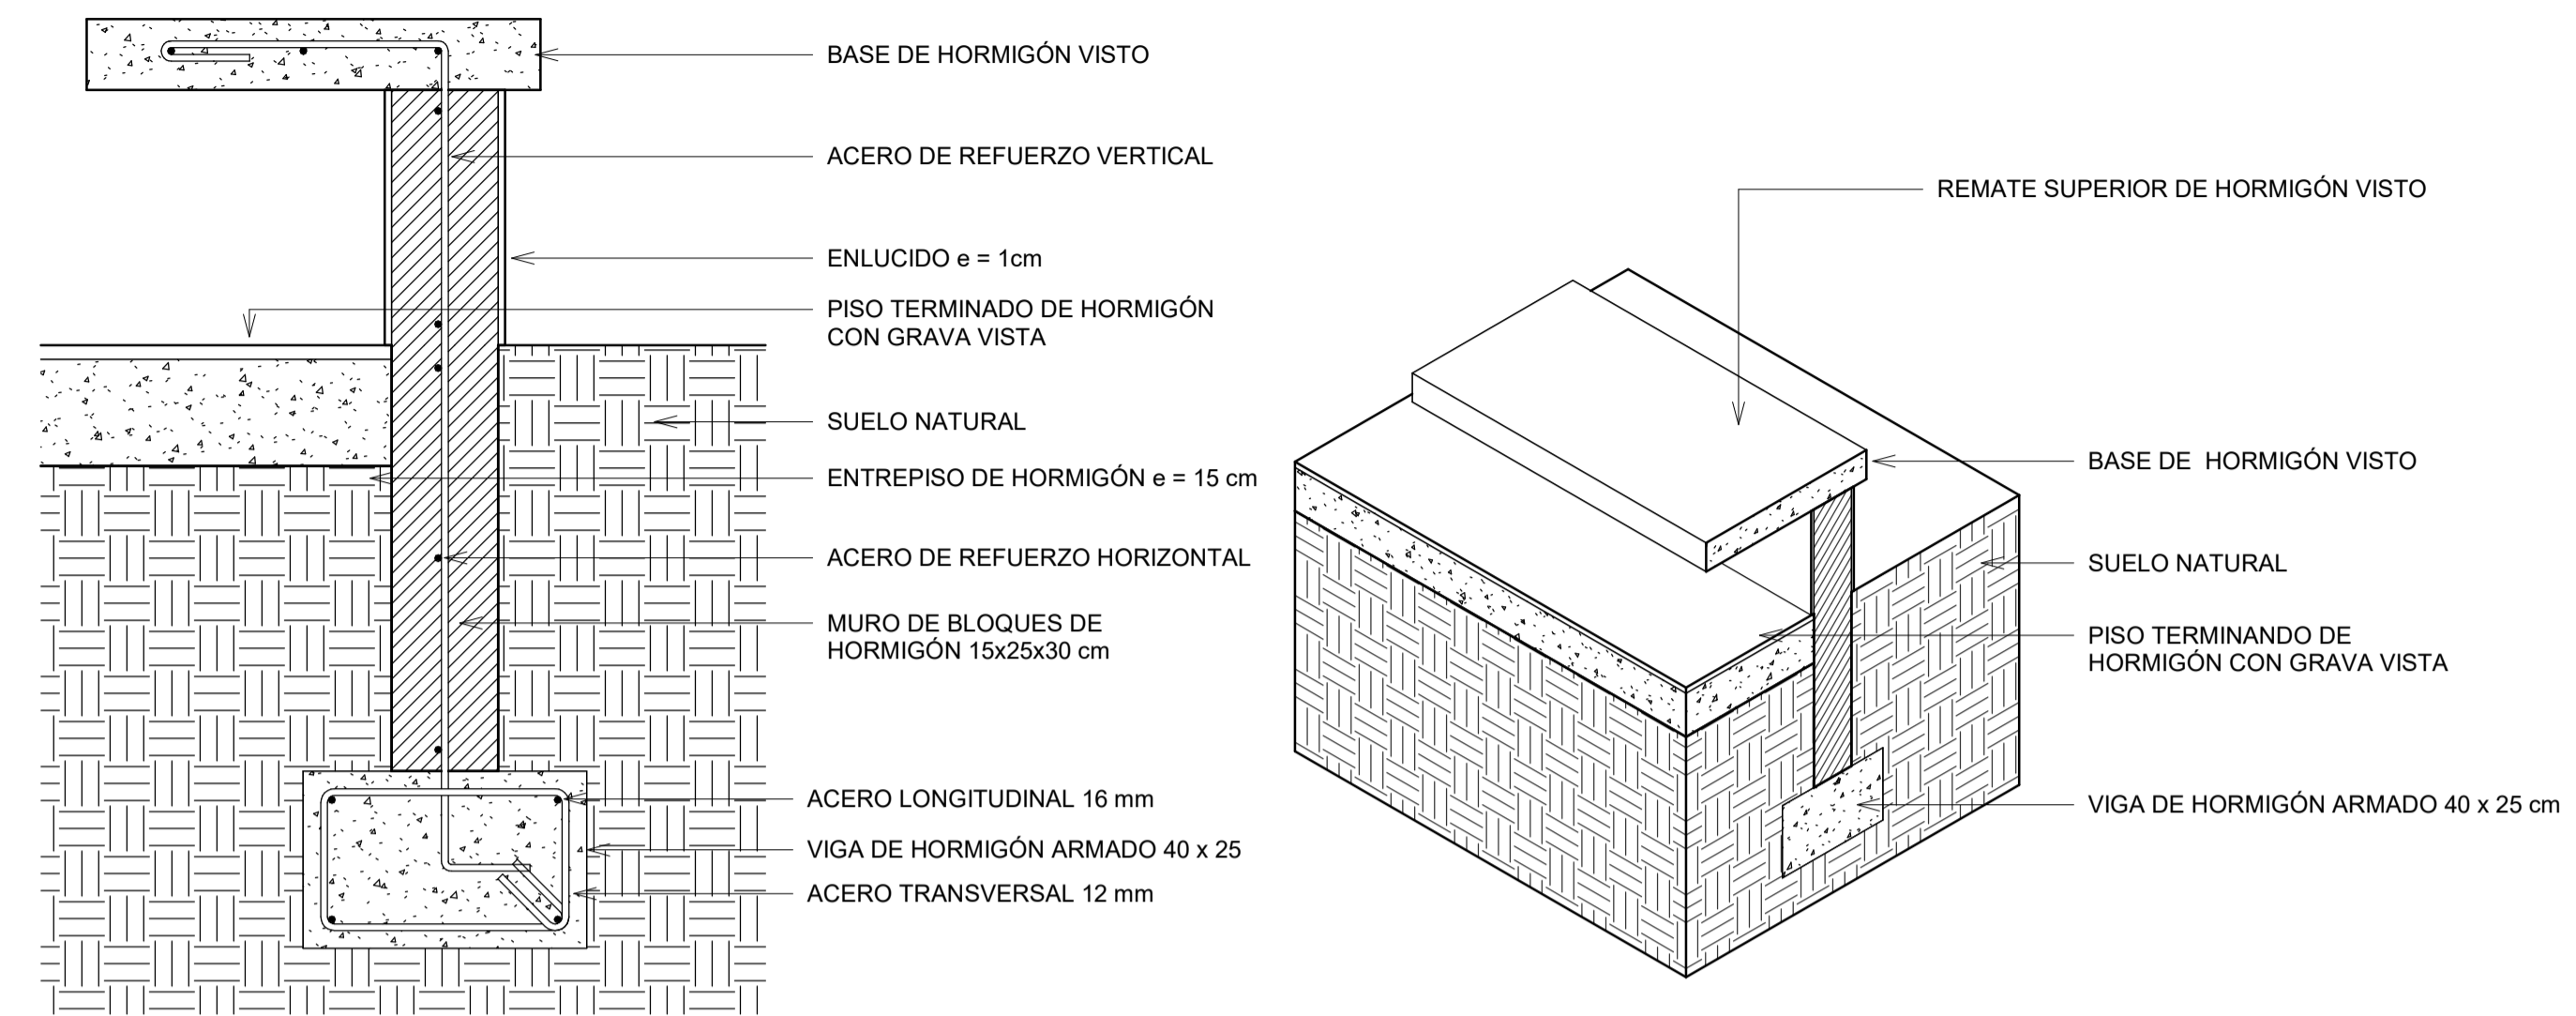 BASE DE HORMIGÓN VISTO
ACERO DE REFUERZO VERTICAL
ENLUCIDO e = 1cm
PISO TERMINADO DE HORMIGÓN
CON GRAVA VISTA
SUELO NATURAL
ENTREPISO DE HORMIGÓN e = 15 cm
ACERO DE REFUERZO HORIZONTAL
MURO DE BLOQUES DE
HORMIGÓN 15x25x30 cm
ACERO LONGITUDINAL 16 mm
VIGA DE HORMIGÓN ARMADO 40 x 25
ACERO TRANSVERSAL 12 mm
REMATE SUPERIOR DE HORMIGÓN VISTO
BASE DE HORMIGÓN VISTO
SUELO NATURAL
PISO TERMINANDO DE
HORMIGÓN CON GRAVA VISTA
VIGA DE HORMIGÓN ARMADO 40 x 25 cm